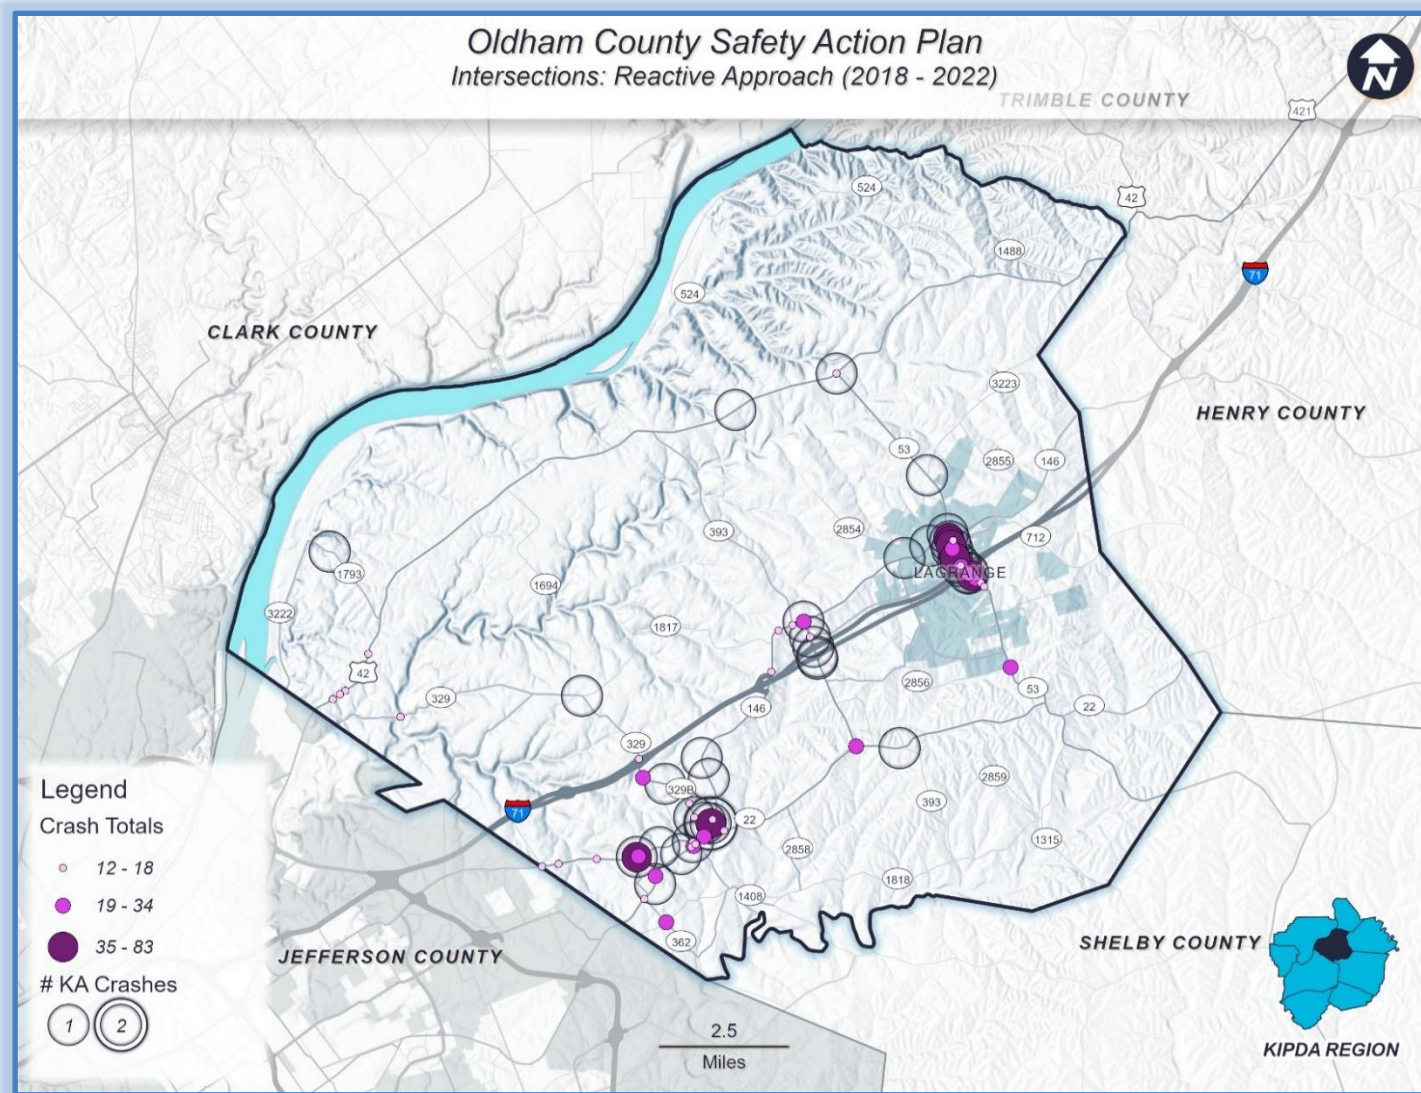 Oldham County Safety Action Plan
Intersections: Reactive Approach (2018 - 2022)
N
TRIMBLE COUNTY
421
42
524
1488
71
524
CLARK COUNTY
3223
HENRY COUNTY
53
2855
146
393
2854
712
LAGRANGE
1793
1694
3222
1817
42
2856
329
53
22
146
329
2859
329B
393
71
22
1315
2858
1818
1408
362
SHELBY COUNTY
JEFFERSON COUNTY
Legend
Crash Totals
12 - 18
19 - 34
35 - 83
# KA Crashes
1
2
2.5
Miles
KIPDA REGION